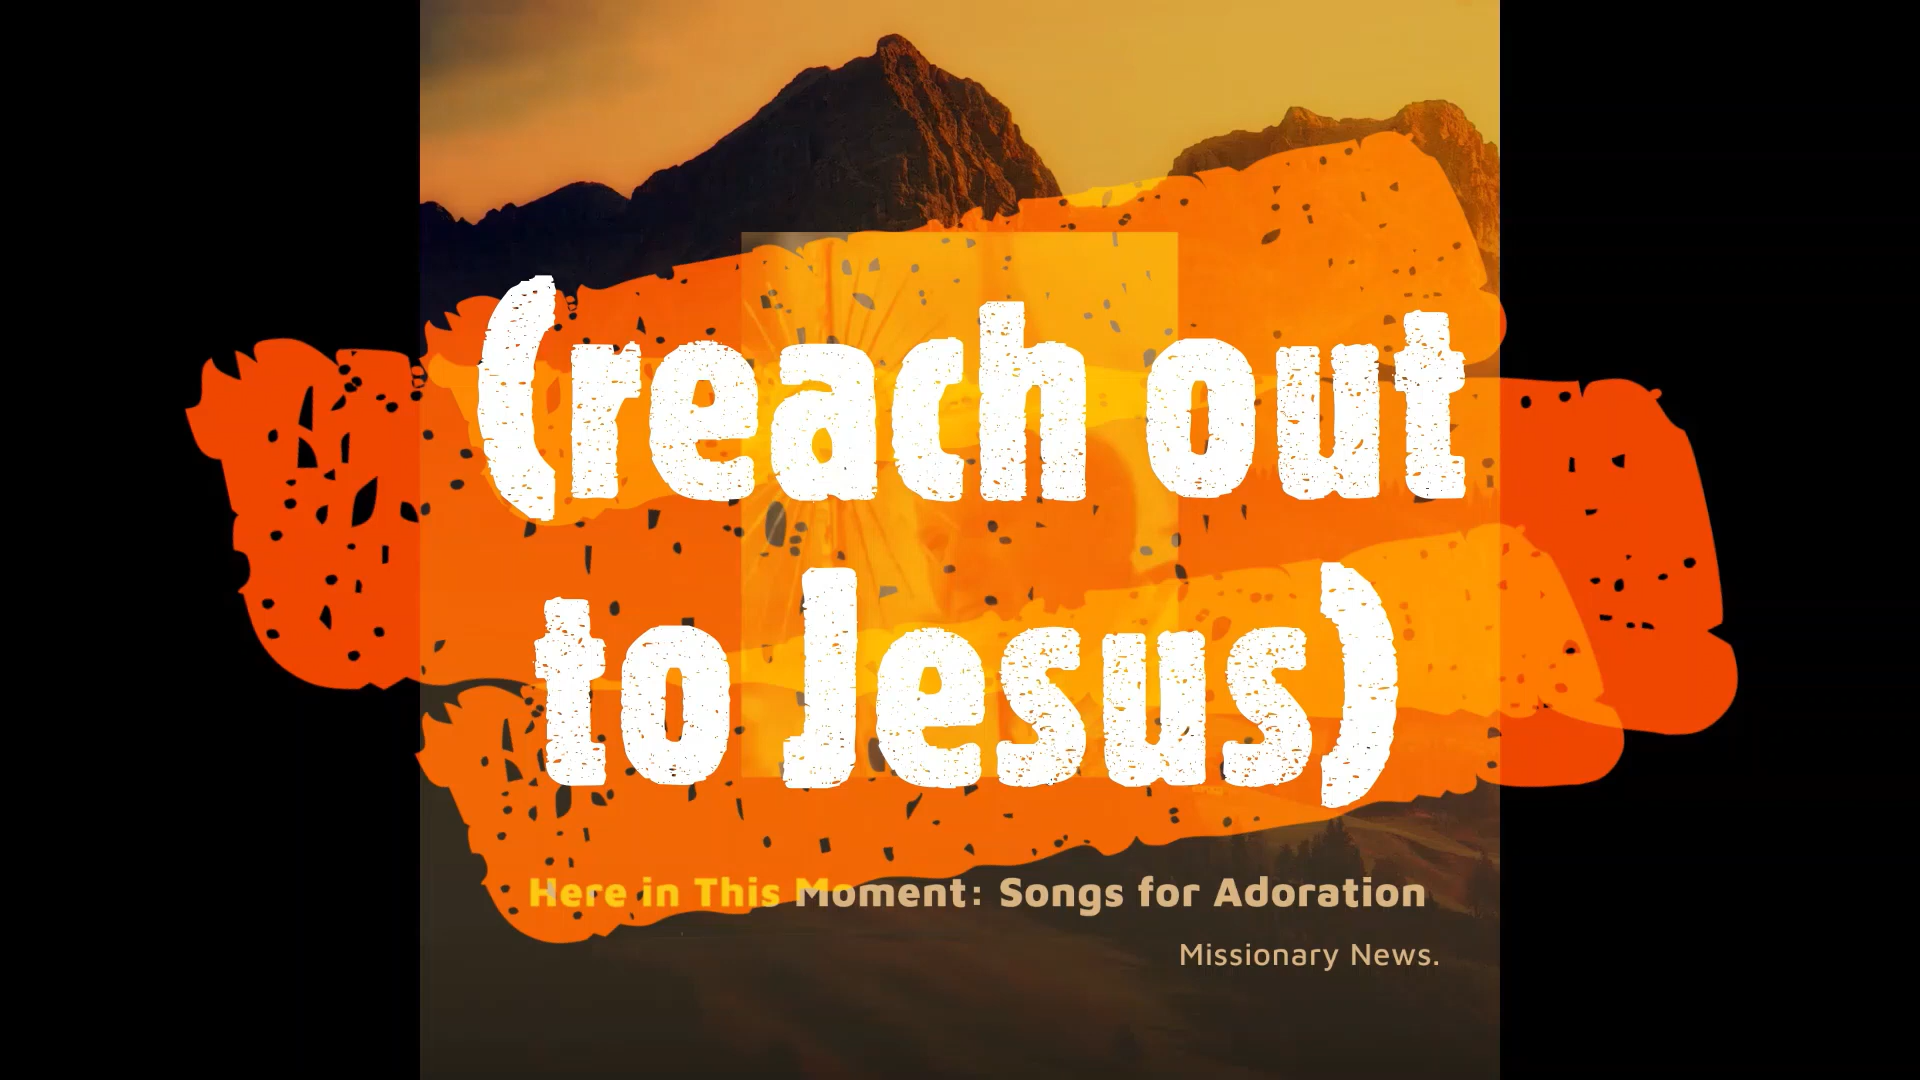 (reach out
to Jesus)
Here in This Moment: Songs for Adoration
Missionary News.